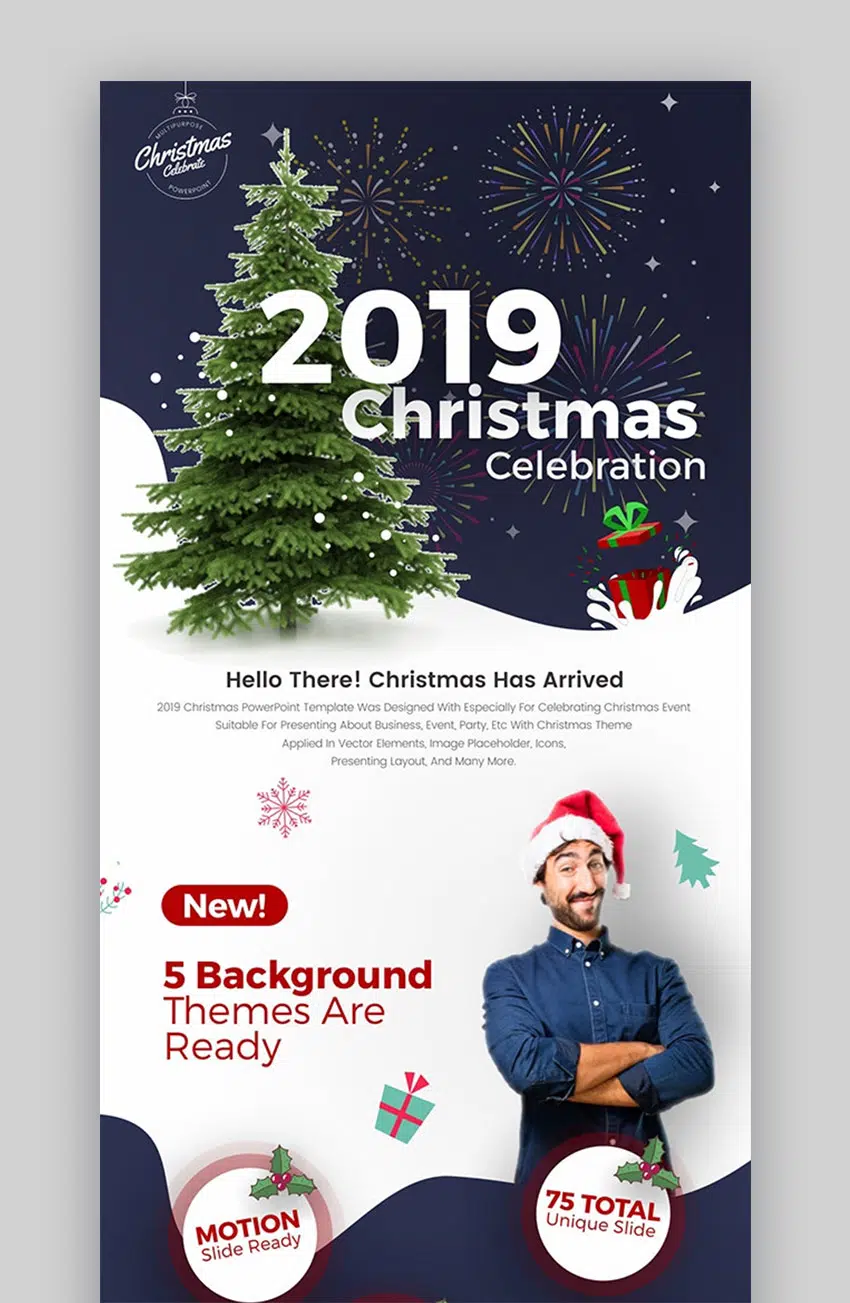 MULTIPURPOSE
Christmas
Celebrate
POWERPOINT
2019
Christmas
Celebration
Hello There! Christmas Has Arrived
2019 Christmas PowerPoint Template Was Designed With Especially For Celebrating Christmas Event
Suitable For Presenting About Business, Event, Party, Etc With Christmas Theme
Applied In Vector Elements, Image Placeholder, Icons,
Presenting Layout, And Many More.
New!
5 Background
Themes Are
Ready
MOTION
Slide Ready
75 TOTAL
Unique Slide